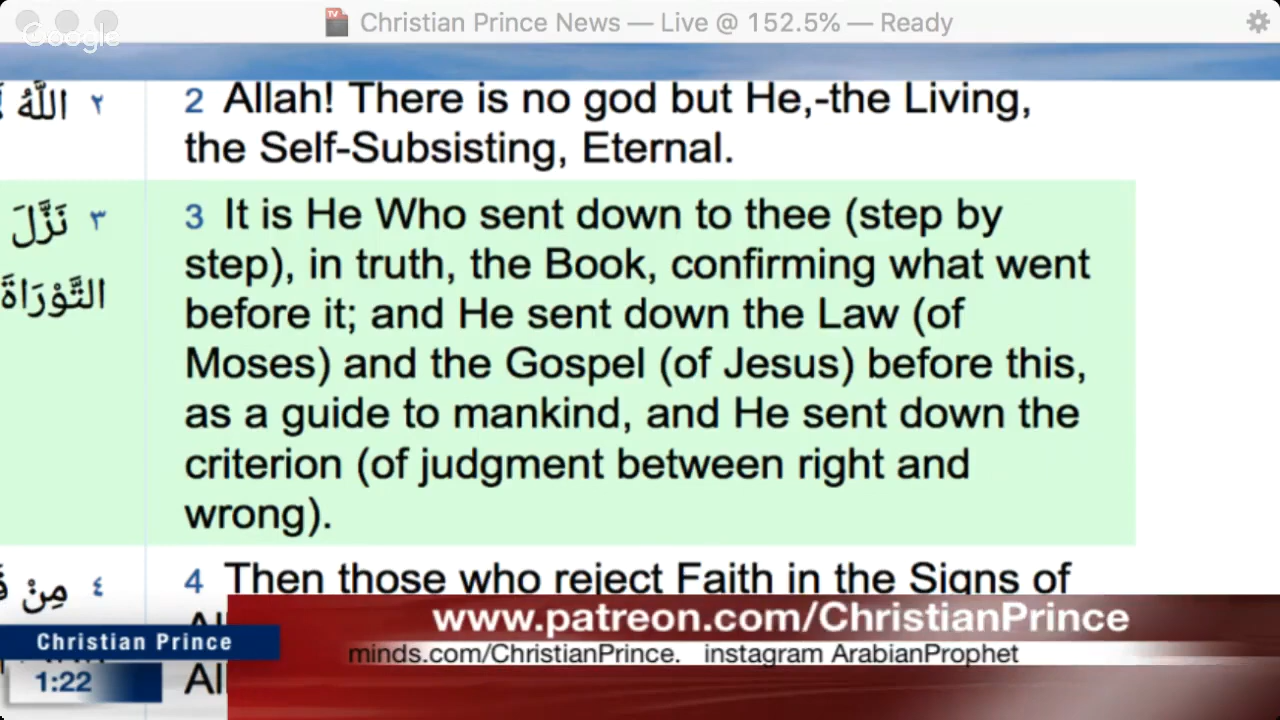 Christian Prince News — Live @ 152.5% — Ready
Google
٢ اللَّهُ
2 Allah! There is no god but He,-the Living,
the Self-Subsisting, Eternal.
٣ نَزَّلَ
التَّوْرَاةَ
3 It is He Who sent down to thee (step by
step), in truth, the Book, confirming what went
before it; and He sent down the Law (of
Moses) and the Gospel (of Jesus) before this,
as a guide to mankind, and He sent down the
criterion (of judgment between right and
wrong).
٤ مِنْ
4 Then those who reject Faith in the Signs of
www.patreon.com/ChristianPrince
Christian Prince
minds.com/ChristianPrince. instagram ArabianProphet
1:22